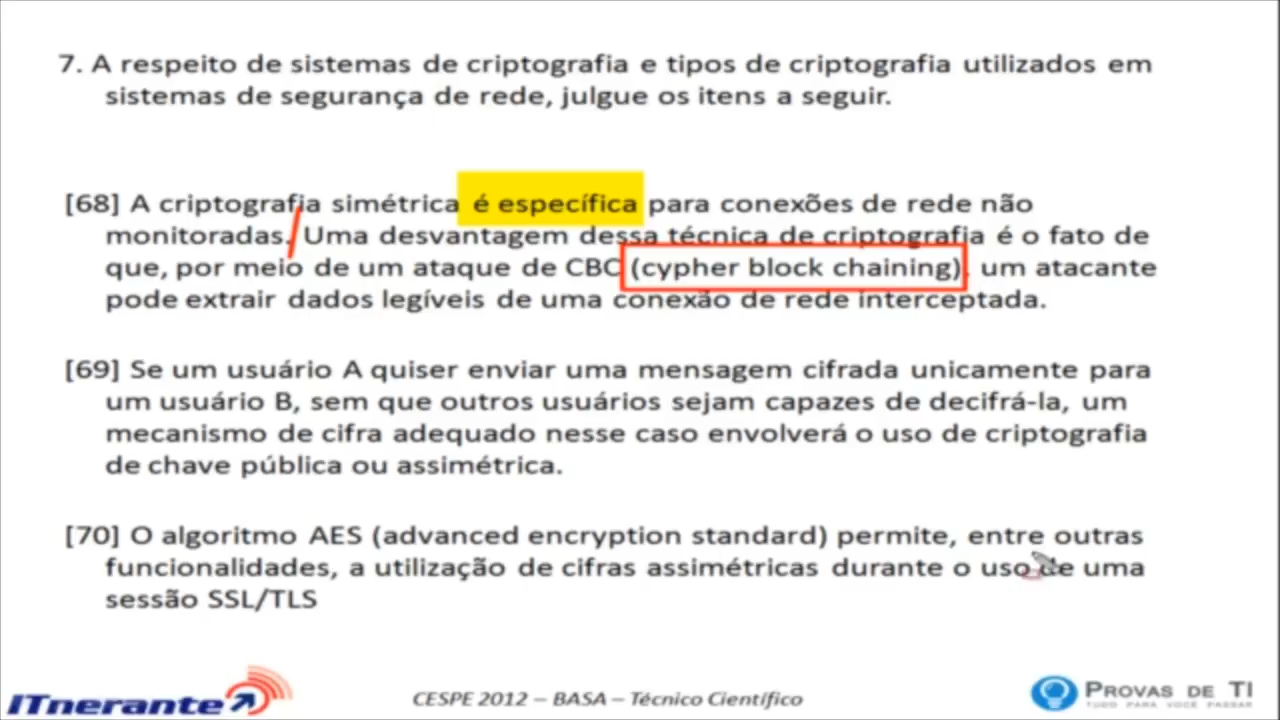 7. A respeito de sistemas de criptografia e tipos de criptografia utilizados em
sistemas de segurança de rede, julgue os itens a seguir.
[68] A criptografia simétrica é específica para conexões de rede não
monitoradas. Uma desvantagem dessa técnica de criptografia é o fato de
que, por meio de um ataque de CBC (cypher block chaining), um atacante
pode extrair dados legíveis de uma conexão de rede interceptada.
[69] Se um usuário A quiser enviar uma mensagem cifrada unicamente para
um usuário B, sem que outros usuários sejam capazes de decifrá-la, um
mecanismo de cifra adequado nesse caso envolverá o uso de criptografia
de chave pública ou assimétrica.
[70] O algoritmo AES (advanced encryption standard) permite, entre outras
funcionalidades, a utilização de cifras assimétricas durante o uso de uma
sessão SSL/TLS
ITnerante
CESPE 2012 – BASA – Técnico Científico
PROVAS DE TI
TUDO PARA VOCÊ PASSAR